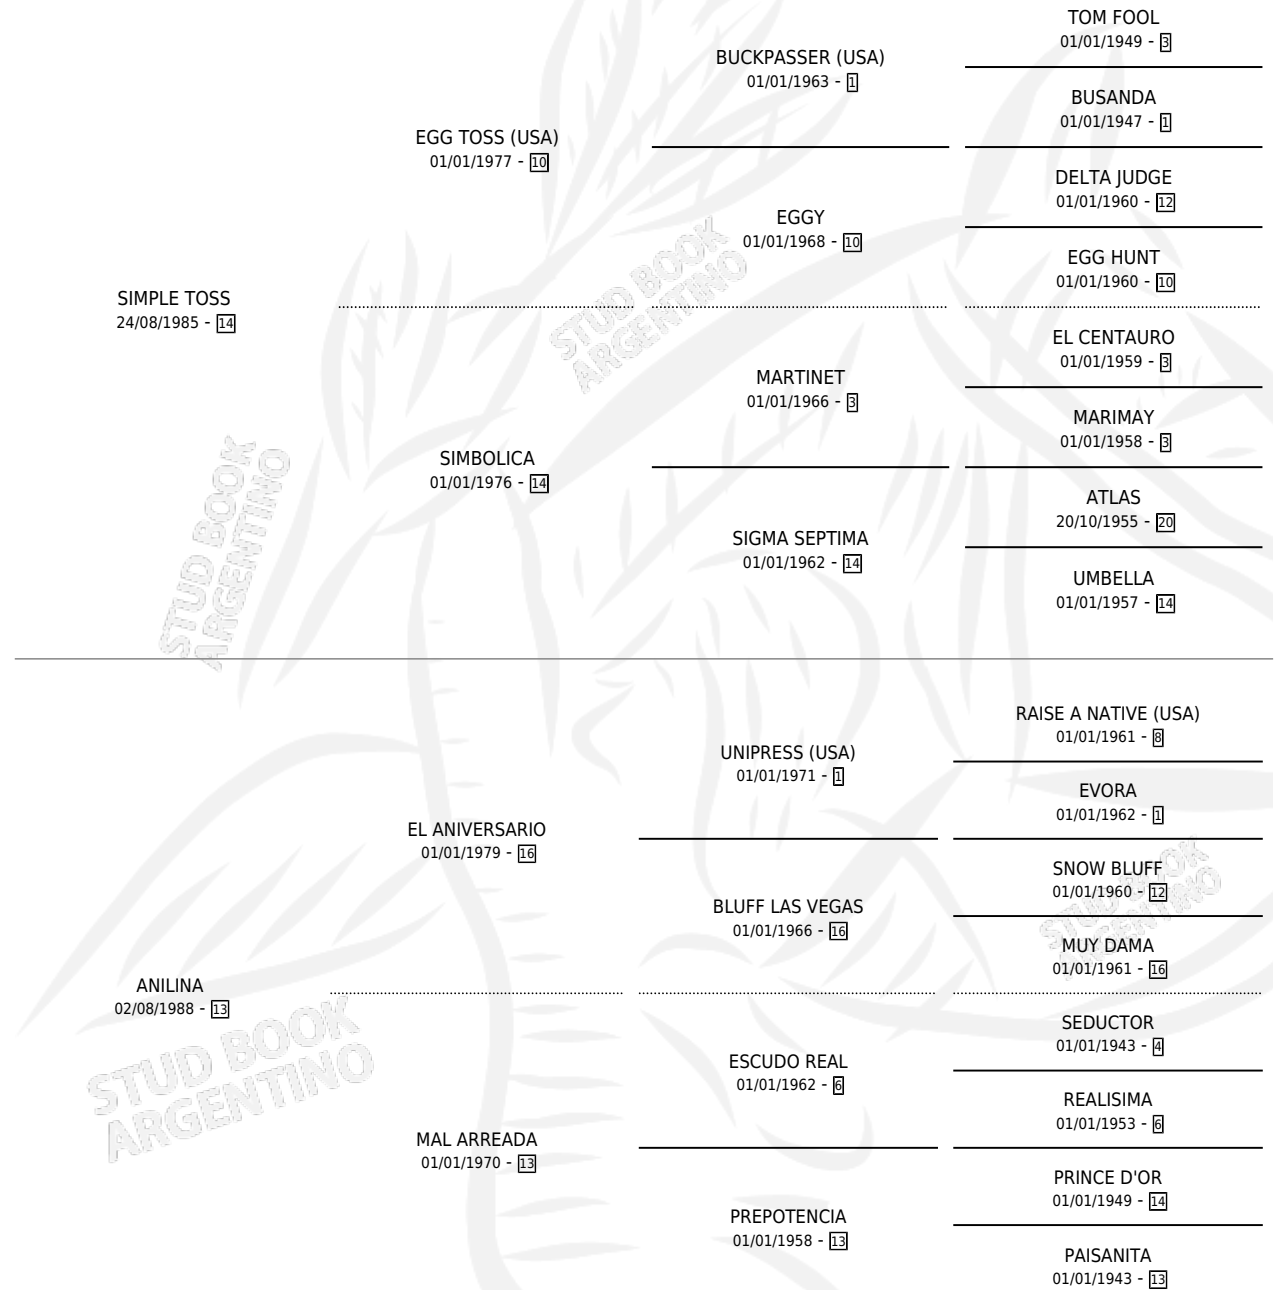 TOM FOOL
01/01/1949 - 3
BUCKPASSER (USA)
01/01/1963 - 1
BUSANDA
01/01/1947 - 1
EGG TOSS (USA)
01/01/1977 - 10
DELTA JUDGE
01/01/1960 - 12
EGGY
01/01/1968 - 10
EGG HUNT
01/01/1960 - 10
SIMPLE TOSS
24/08/1985 - 14
EL CENTAURO
01/01/1959 - 3
MARTINET
01/01/1966 - 3
MARIMAY
01/01/1958 - 3
SIMBOLICA
01/01/1976 - 14
ATLAS
20/10/1955 - 20
SIGMA SEPTIMA
01/01/1962 - 14
UMBELLA
01/01/1957 - 14
STUD BOOK
ARGENTINO
STUD BOOK
ARGENTINO
RAISE A NATIVE (USA)
01/01/1961 - 8
UNIPRESS (USA)
01/01/1971 - 1
EVORA
01/01/1962 - 1
EL ANIVERSARIO
01/01/1979 - 16
SNOW BLUFF
01/01/1960 - 12
BLUFF LAS VEGAS
01/01/1966 - 16
MUY DAMA
01/01/1961 - 16
ANILINA
02/08/1988 - 13
SEDUCTOR
01/01/1943 - 4
ESCUDO REAL
01/01/1962 - 6
REALISIMA
01/01/1953 - 6
MAL ARREADA
01/01/1970 - 13
PRINCE D'OR
01/01/1949 - 14
PREPOTENCIA
01/01/1958 - 13
PAISANITA
01/01/1943 - 13
STUD BOOK
ARGENTINO
STUD BOOK
ARGENTINO